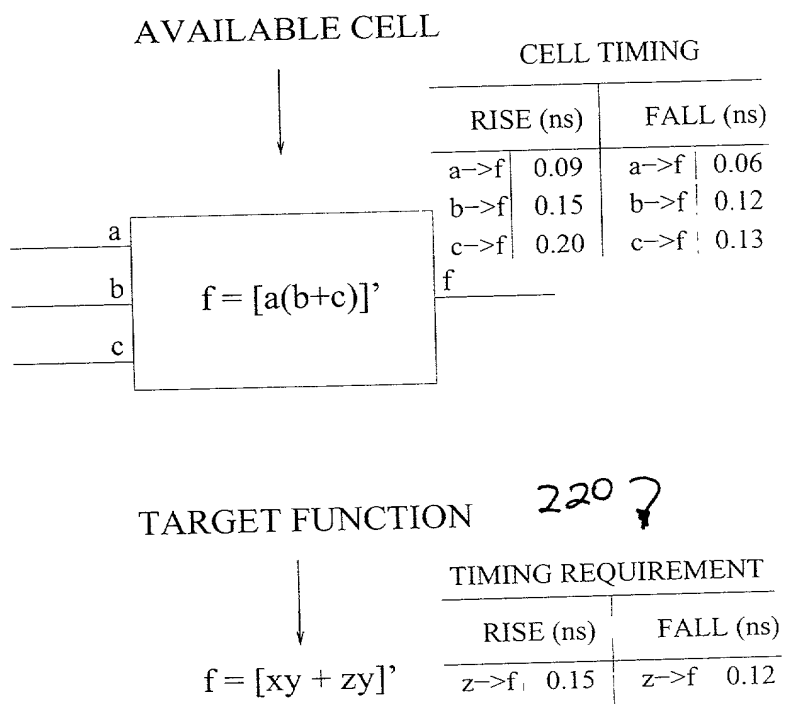 AVAILABLE CELL
CELL TIMING
RISE (ns) FALL (ns)
a->f 0.09 a->f 0.06
b->f 0.15 b->f 0.12
c->f 0.20 c->f 0.13
a
b
c
f = [a(b+c)]’
f
TARGET FUNCTION
220?
TIMING REQUIREMENT
RISE (ns) FALL (ns)
f = [xy + zy]’
z->f 0.15 z->f 0.12